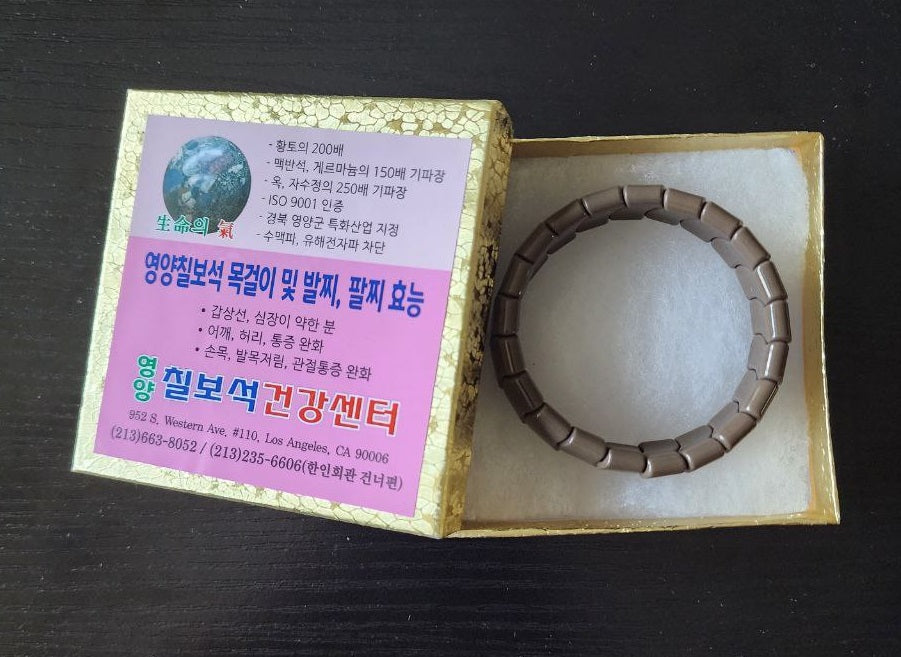 - 황토의 200배
- 맥반석, 게르마늄의 150배 기파장
- 옥, 자수정의 250배 기파장
- ISO 9001 인증
- 경북 영양군 특화산업 지정
- 수맥파, 유해전자파 차단
生命의 氣
영양칠보석 목걸이 및 발찌, 팔찌 효능
• 갑상선, 심장이 약한 분
• 어깨, 허리, 통증 완화
• 손목, 발목저림, 관절통증 완화
영양 칠보석건강센터
952 S. Western Ave. #110, Los Angeles, CA 90006
(213)663-8052 / (213)235-6606(한인회관 건너편)